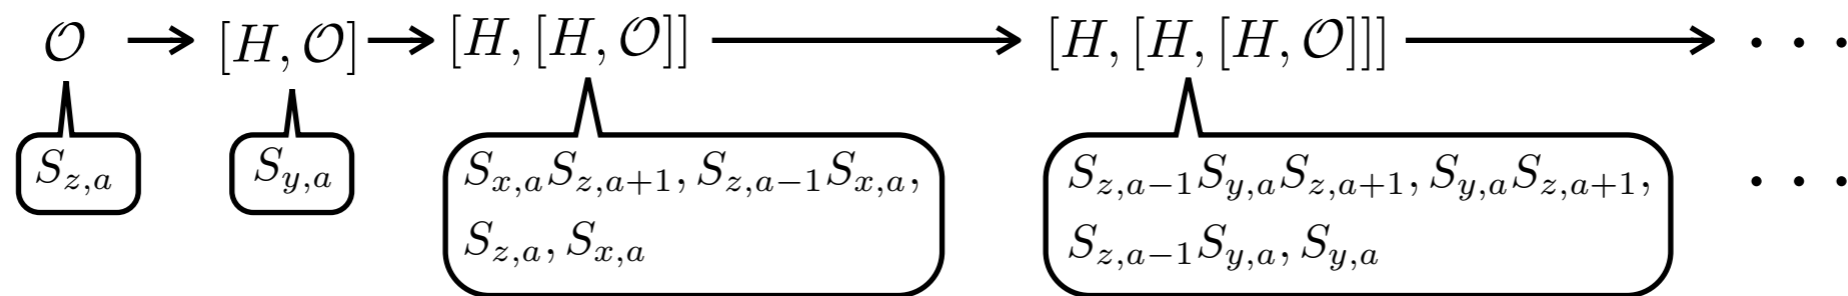 𝒪 → [H, 𝒪] → [H, [H, 𝒪]] → [H, [H, [H, 𝒪]]] → · · ·
S_{z,a}
S_{y,a}
S_{x,a}S_{z,a+1}, S_{z,a−1}S_{x,a},
S_{z,a}, S_{x,a}
S_{z,a−1}S_{y,a}S_{z,a+1}, S_{y,a}S_{z,a+1},
S_{z,a−1}S_{y,a}, S_{y,a}
· · ·